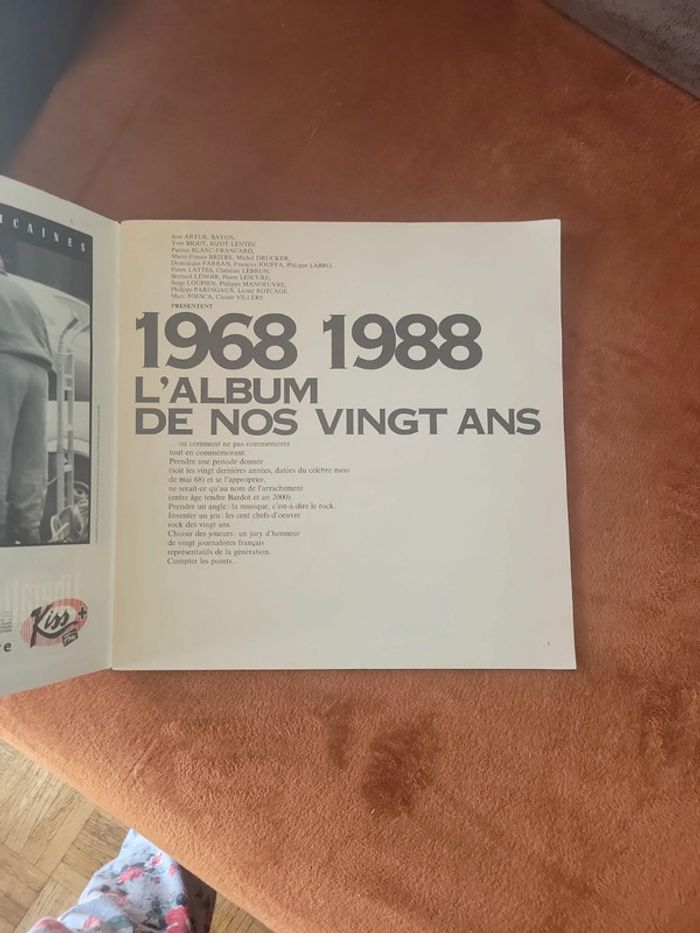 ICAINES
José ARTUR, BAYON,
Yves BIGOT, BIZOT-LENTIN,
Patrice BLANC-FRANCARD,
Marie-France BRIERE, Michel DRUCKER,
Dominique FARRAN, François JOUFFA, Philippe LABRO,
Pierre LATTES, Christian LEBRUN,
Bernard LENOIR, Pierre LESCURE,
Serge LOUPIEN, Philippe MANOEUVRE,
Philippe PARINGAUX, Lionel ROTCAGE,
Marc TOESCA, Claude VILLERS
PRESENTENT
1968 1988
L'ALBUM
DE NOS VINGT ANS
... ou comment ne pas commémorer
tout en commémorant.
Prendre une période donnée
(soit les vingt dernières années, datées du célèbre mois
de mai 68) et se l'approprier,
ne serait-ce qu'au nom de l'arrachement
(entre âge tendre Bardot et an 2000).
Prendre un angle : la musique, c'est-à-dire le rock.
Inventer un jeu : les cent chefs-d'oeuvre
rock des vingt ans
Choisir des joueurs : un jury d'honneur
de vingt journalistes français
représentatifs de la génération.
Compter les points...
Kiss +
re
7